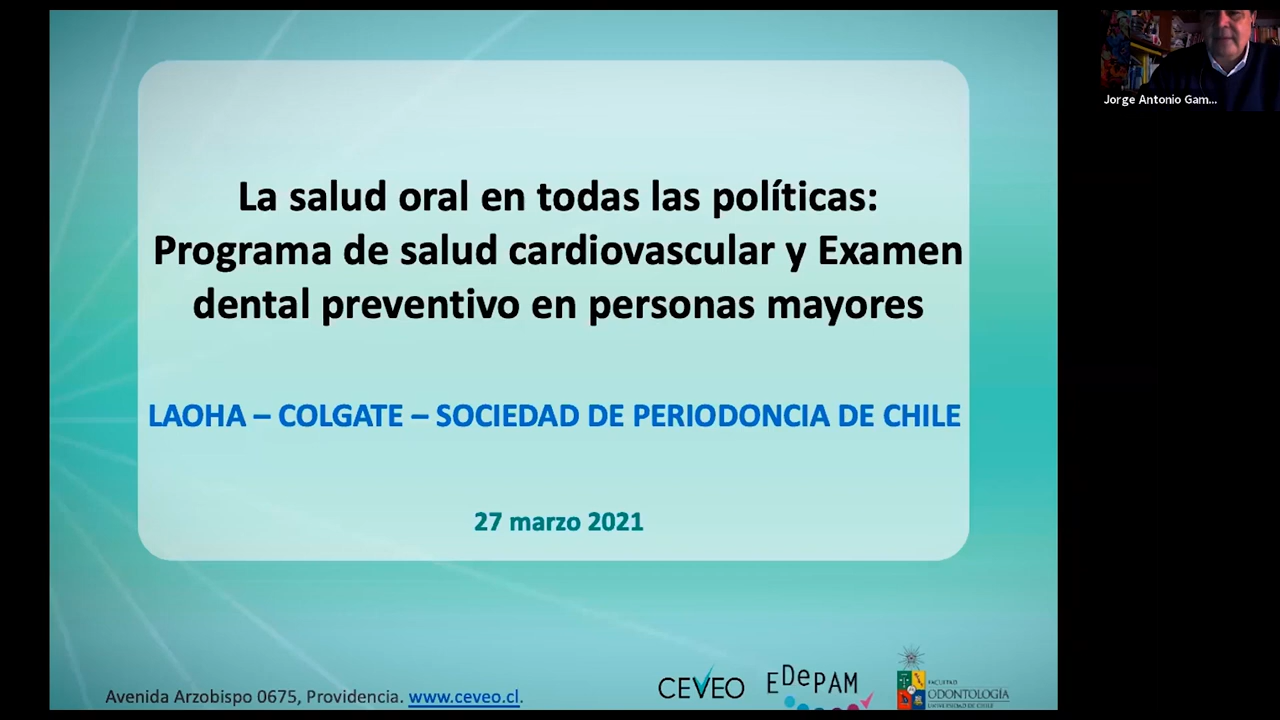 La salud oral en todas las políticas:
Programa de salud cardiovascular y Examen
dental preventivo en personas mayores
LAOHA – COLGATE – SOCIEDAD DE PERIODONCIA DE CHILE
27 marzo 2021
Avenida Arzobispo 0675, Providencia. www.ceveo.cl.
CEVEO
EDePAM
FACULTAD
ODONTOLOGÍA
UNIVERSIDAD DE CHILE
Jorge Antonio Gam...